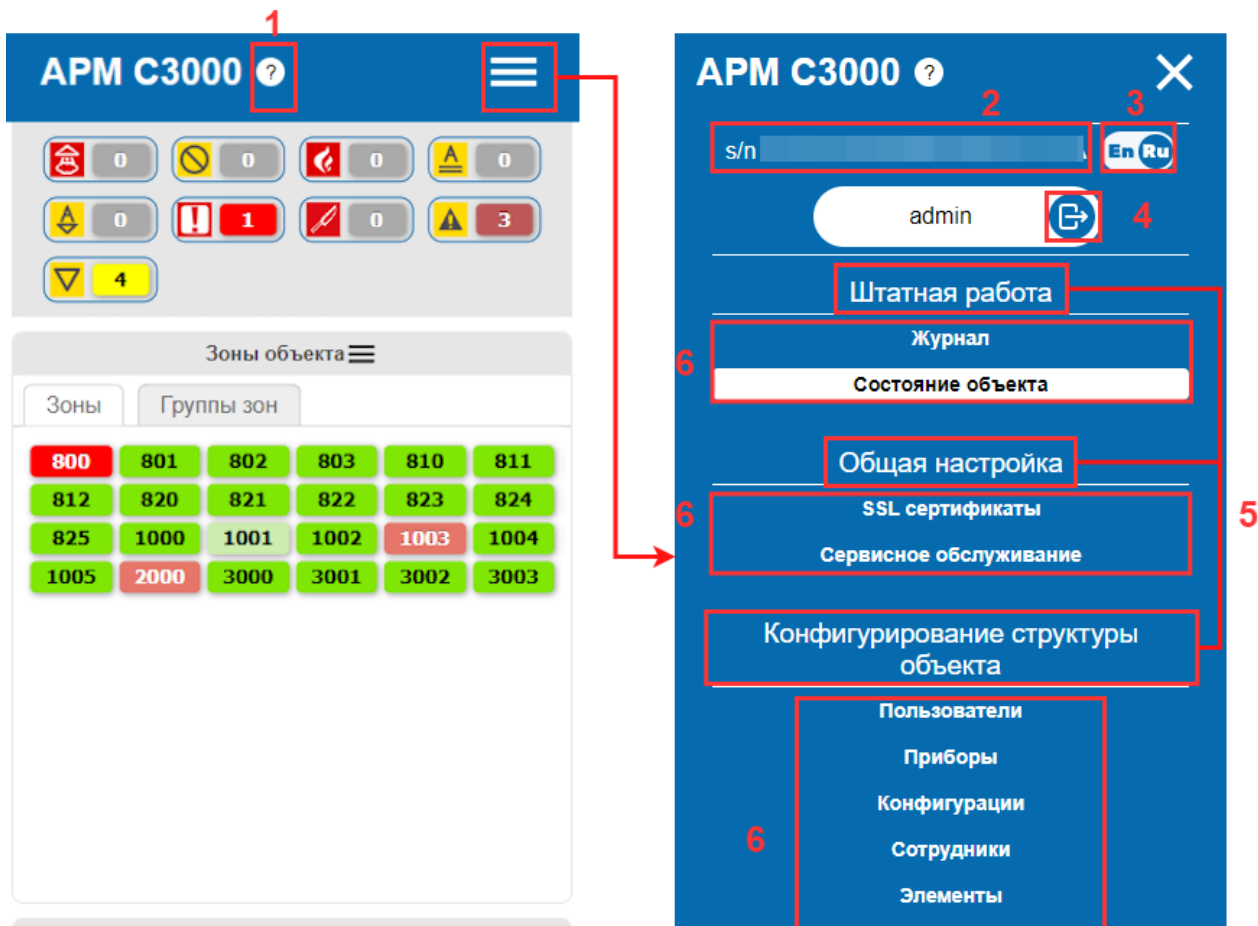 1
АРМ С3000 ?
0 0 0 A 0
A 0 ! 1 0 3
4
Зоны объекта
Зоны Группы зон
800 801 802 803 810 811
812 820 821 822 823 824
825 1000 1001 1002 1003 1004
1005 2000 3000 3001 3002 3003
АРМ С3000 ?
2 3
s/n En Ru
admin 4
Штатная работа
Журнал
6
Состояние объекта
Общая настройка
6 SSL сертификаты 5
Сервисное обслуживание
Конфигурирование структуры
объекта
Пользователи
Приборы
Конфигурации
6
Сотрудники
Элементы